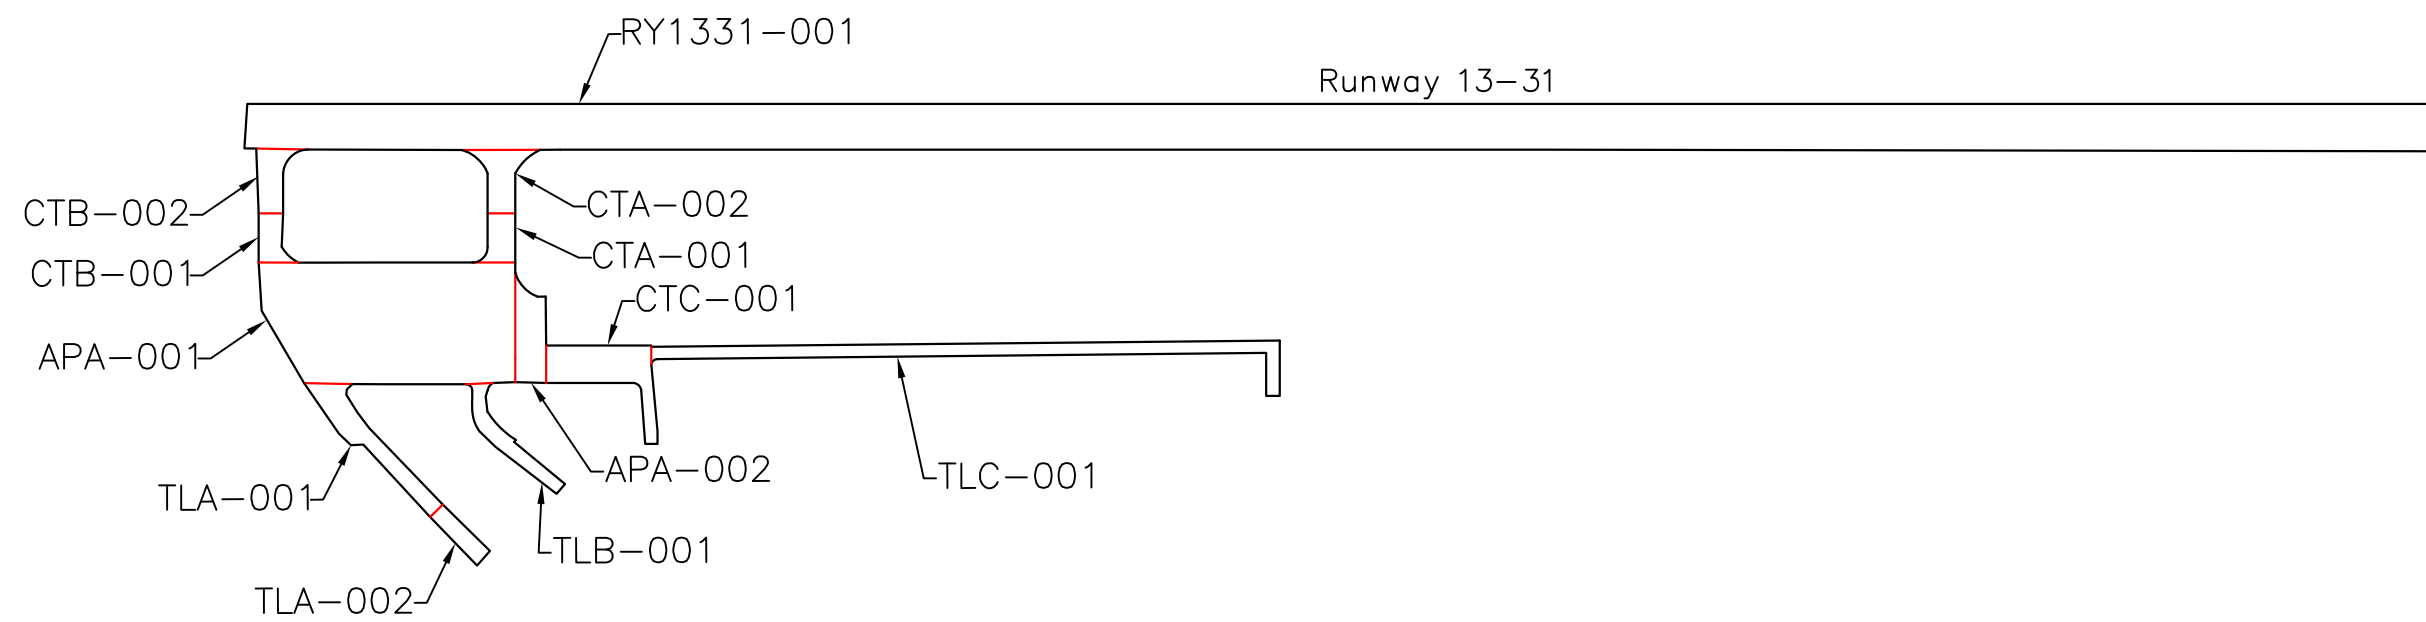 RY1331-001
Runway 13-31
CTB-002
CTA-002
CTA-001
CTB-001
CTC-001
APA-001
APA-002
TLC-001
TLA-001
TLB-001
TLA-002